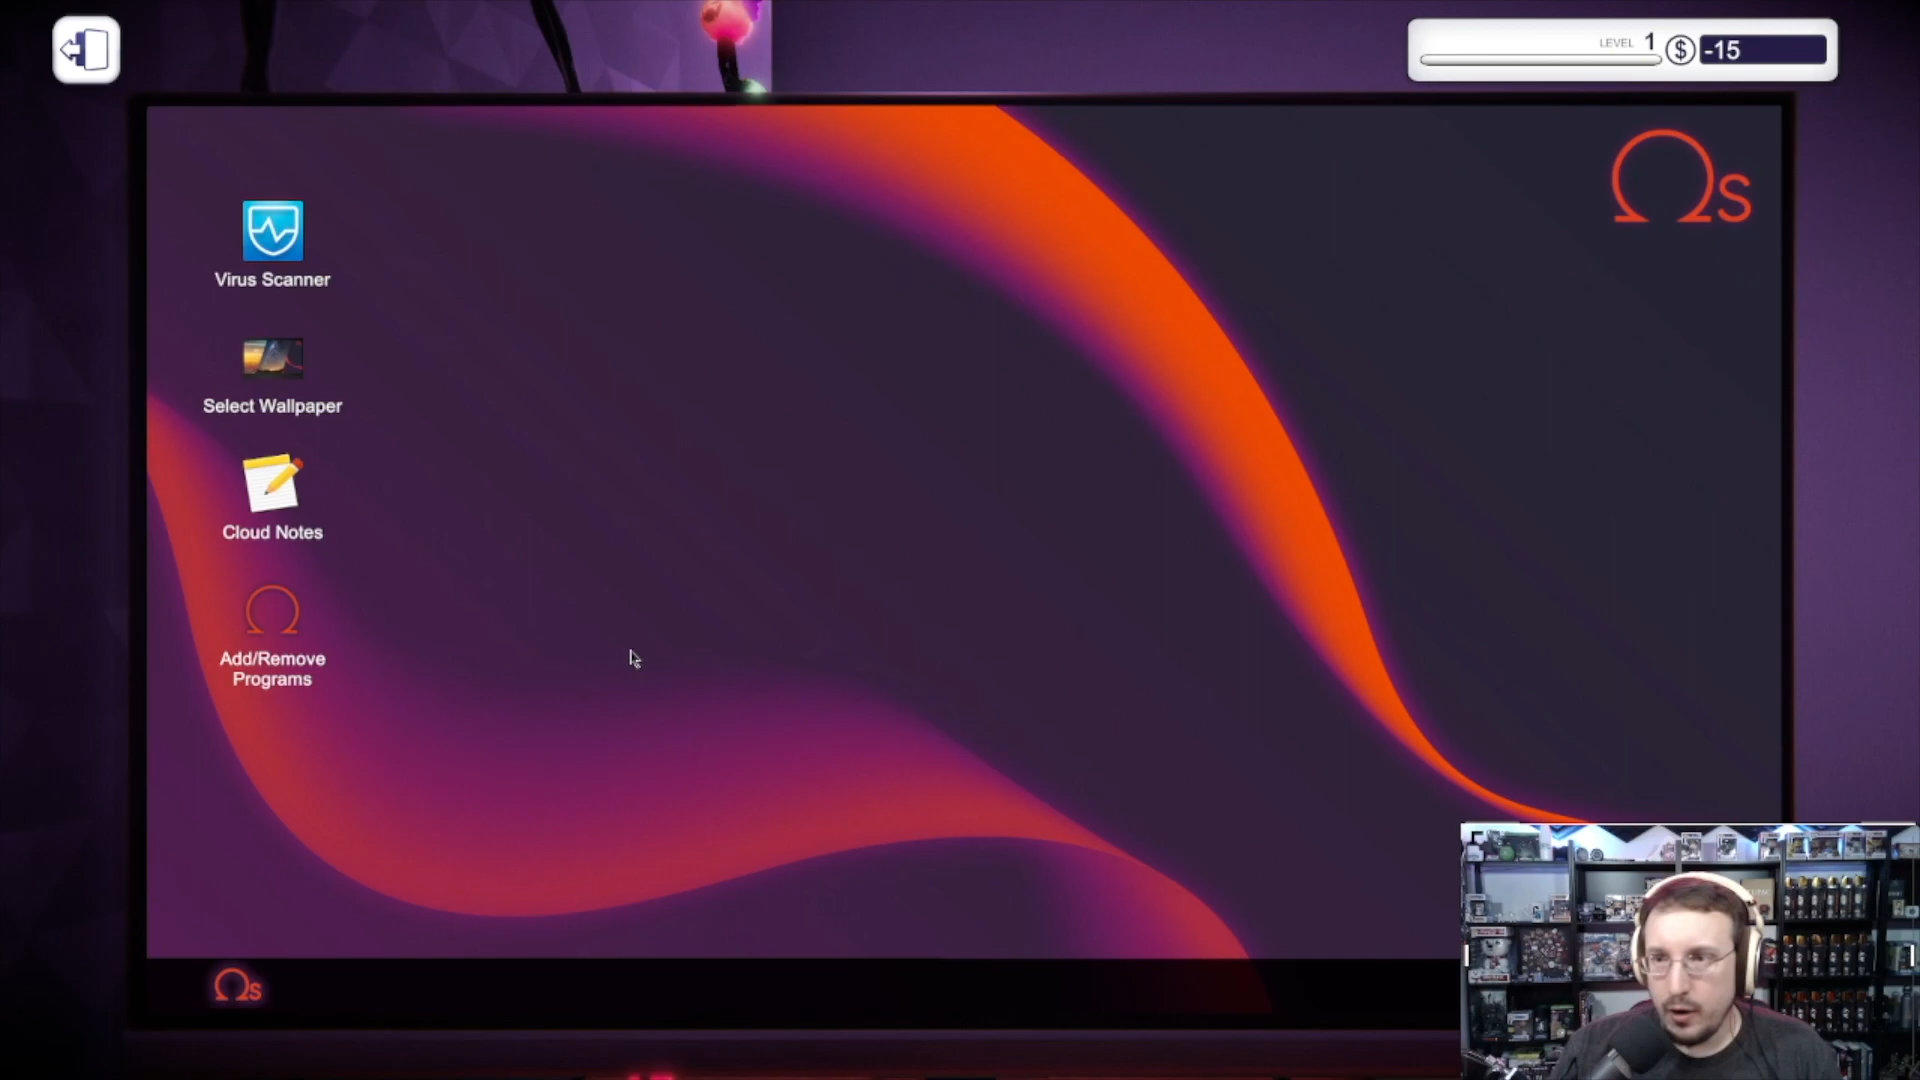 LEVEL 1 $ -15
Ωs
Virus Scanner
Select Wallpaper
Cloud Notes
Add/Remove
Programs
Ωs